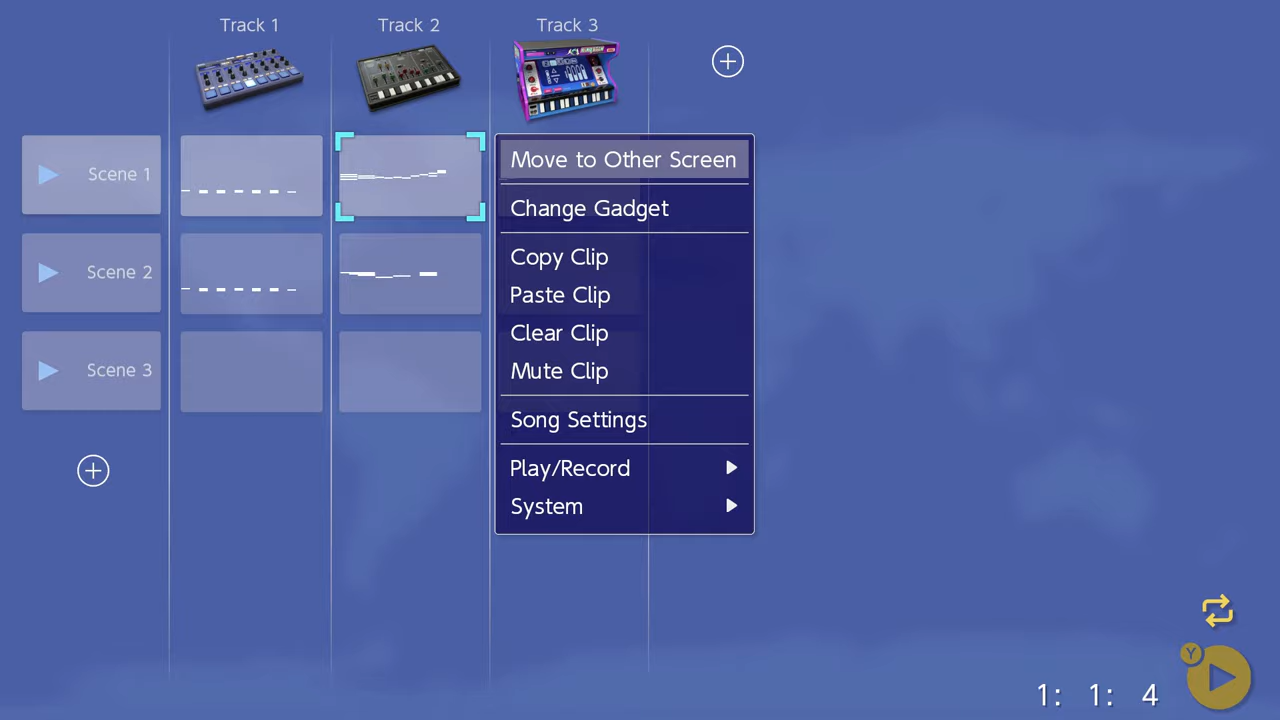 Track 1
Track 2
Track 3
Scene 1
Scene 2
Scene 3
Move to Other Screen
Change Gadget
Copy Clip
Paste Clip
Clear Clip
Mute Clip
Song Settings
Play/Record
System
Y
1: 1: 4